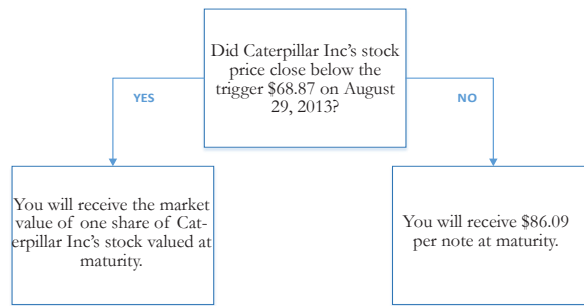 Did Caterpillar Inc's stock
price close below the
trigger $68.87 on August
29, 2013?
YES
NO
You will receive the market
value of one share of Cat-
erpillar Inc's stock valued at
maturity.
You will receive $86.09
per note at maturity.